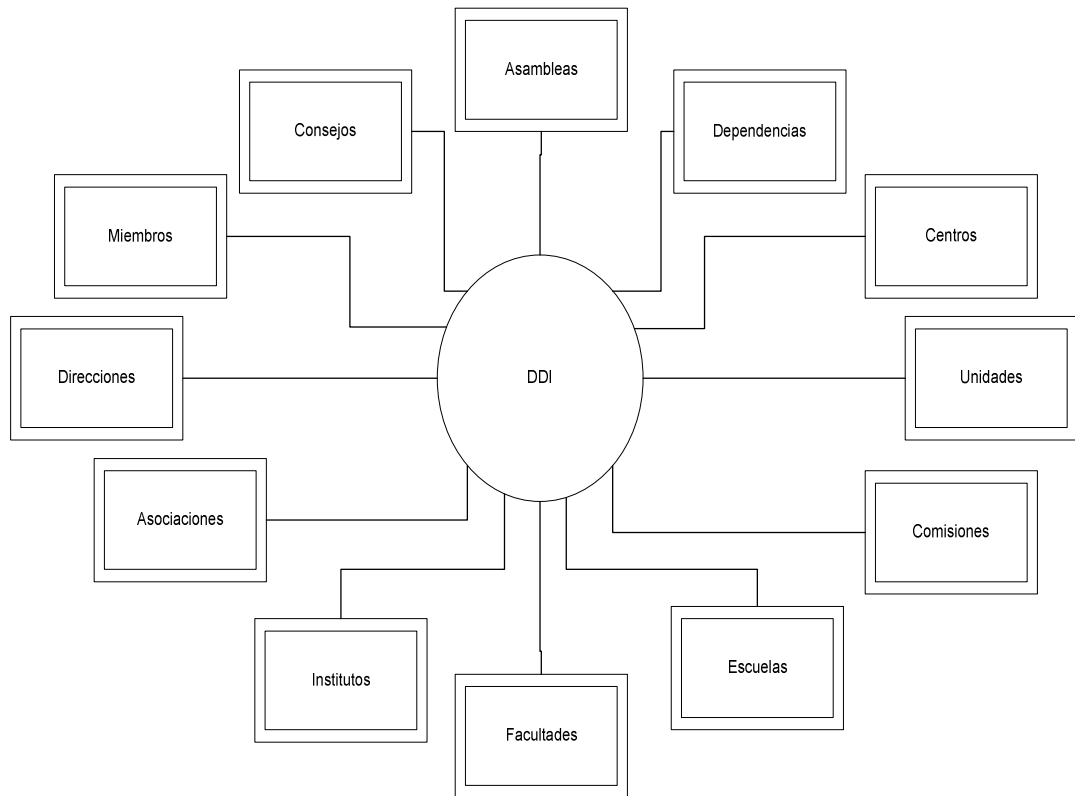 Asambleas
Consejos
Dependencias
Miembros
Centros
Direcciones
DDI
Unidades
Asociaciones
Comisiones
Institutos
Escuelas
Facultades